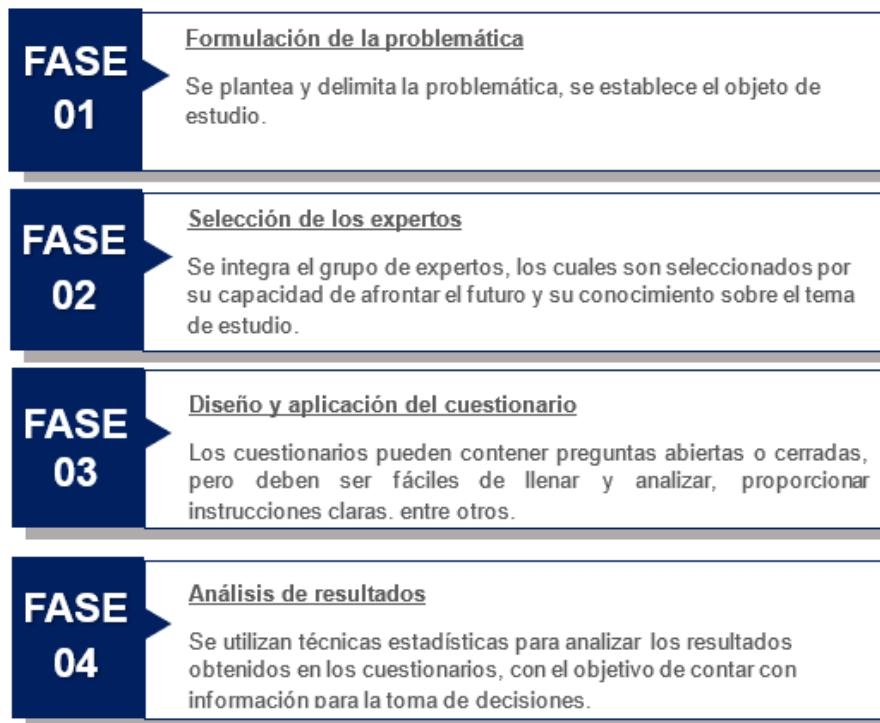 FASE
01
Formulación de la problemática
Se plantea y delimita la problemática, se establece el objeto de
estudio.
FASE
02
Selección de los expertos
Se integra el grupo de expertos, los cuales son seleccionados por
su capacidad de afrontar el futuro y su conocimiento sobre el tema
de estudio.
FASE
03
Diseño y aplicación del cuestionario
Los cuestionarios pueden contener preguntas abiertas o cerradas,
pero deben ser fáciles de llenar y analizar, proporcionar
instrucciones claras. entre otros.
FASE
04
Análisis de resultados
Se utilizan técnicas estadísticas para analizar los resultados
obtenidos en los cuestionarios, con el objetivo de contar con
información para la toma de decisiones.